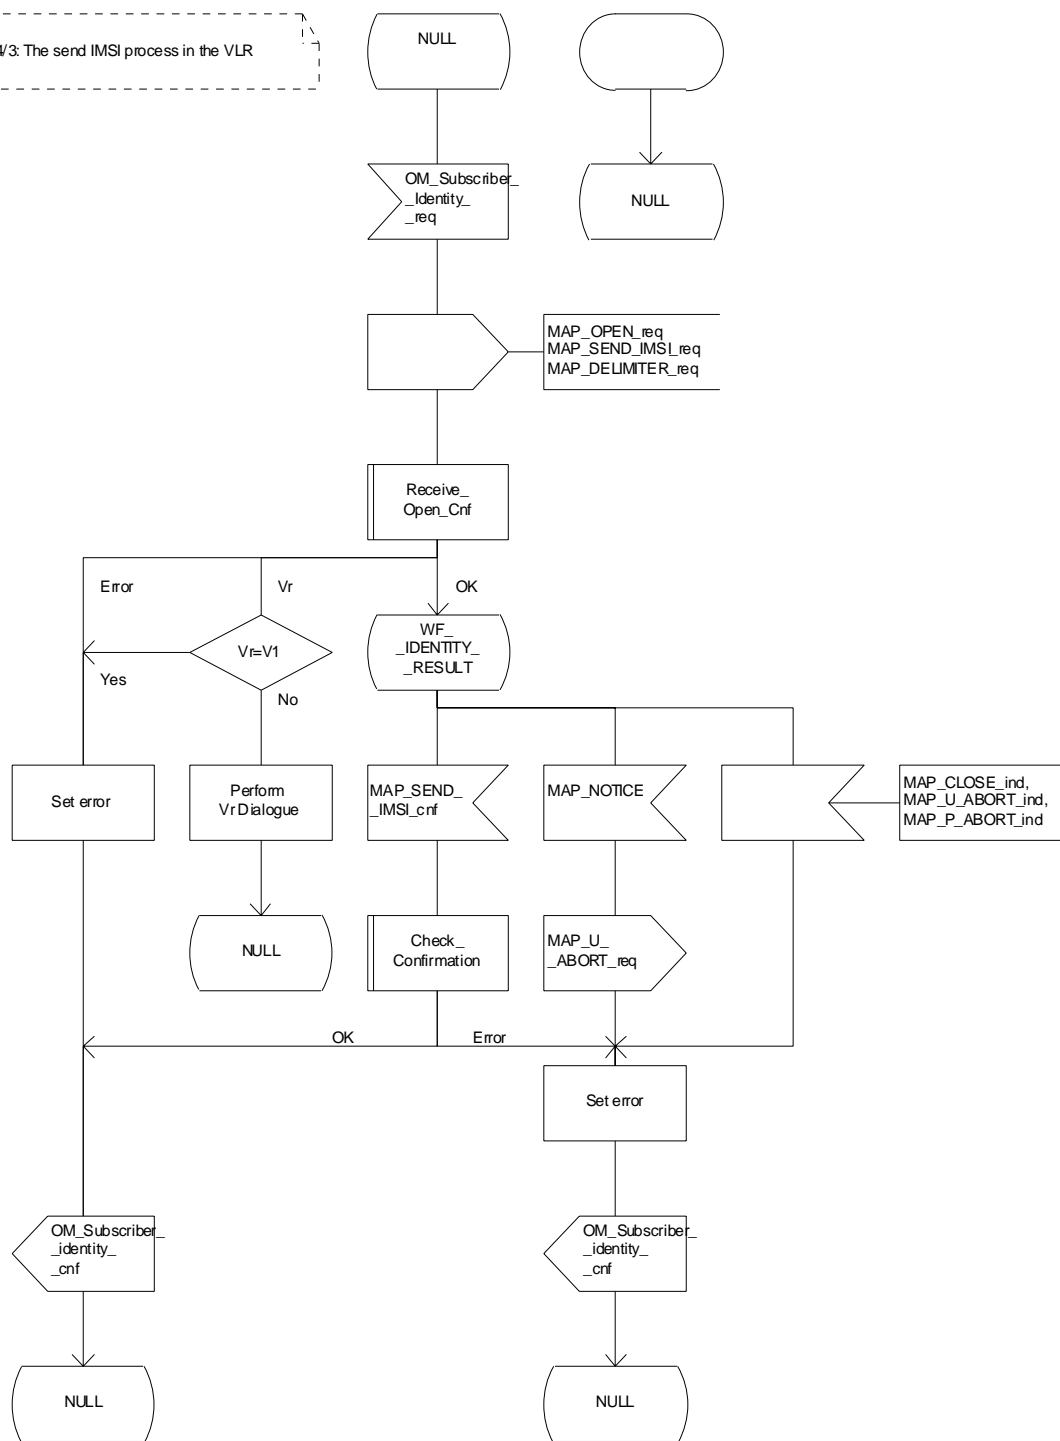 4/3: The send IMSI process in the VLR
NULL
OM_Subscriber_
_Identity_
_req
NULL
MAP_OPEN_req
MAP_SEND_IMSI_req
MAP_DELIMITER_req
Receive_
Open_Cnf
Error
Vr
OK
Vr=V1
WF_
_IDENTITY_
_RESULT
Yes
No
Set error
Perform
Vr Dialogue
MAP_SEND_
_IMSI_cnf
MAP_NOTICE
MAP_CLOSE_ind,
MAP_U_ABORT_ind,
MAP_P_ABORT_ind
NULL
Check_
Confirmation
MAP_U_
_ABORT_req
OK
Error
Set error
OM_Subscriber_
_identity_
_cnf
OM_Subscriber_
_identity_
_cnf
NULL
NULL